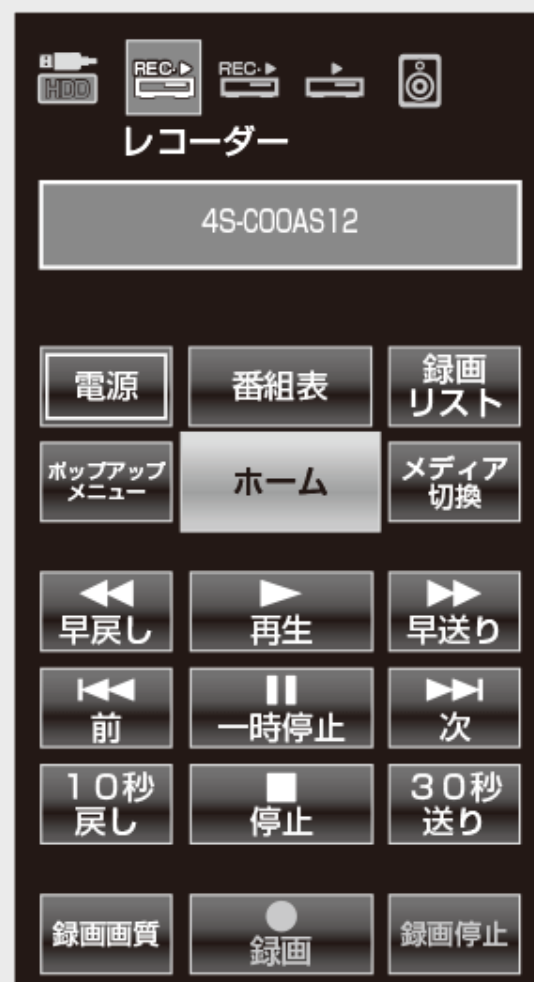 HDD
REC
REC
レコーダー
4S-C00AS12
電源
番組表
録画
リスト
ポップアップ
メニュー
ホーム
メディア
切換
早戻し
再生
早送り
前
一時停止
次
10秒
戻し
停止
30秒
送り
録画画質
録画
録画停止